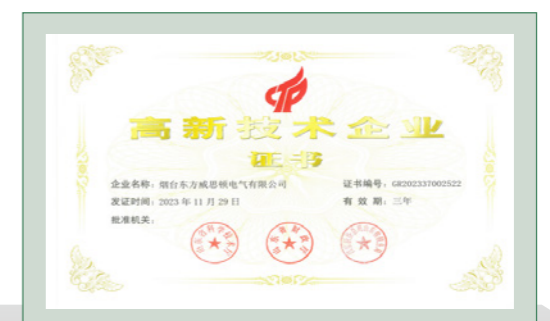 高新技术企业
证书
企业名称：烟台东方威思顿电气有限公司
证书编号：GR202337002522
发证时间：2023年11月29日
有 效 期：三年
批准机关：